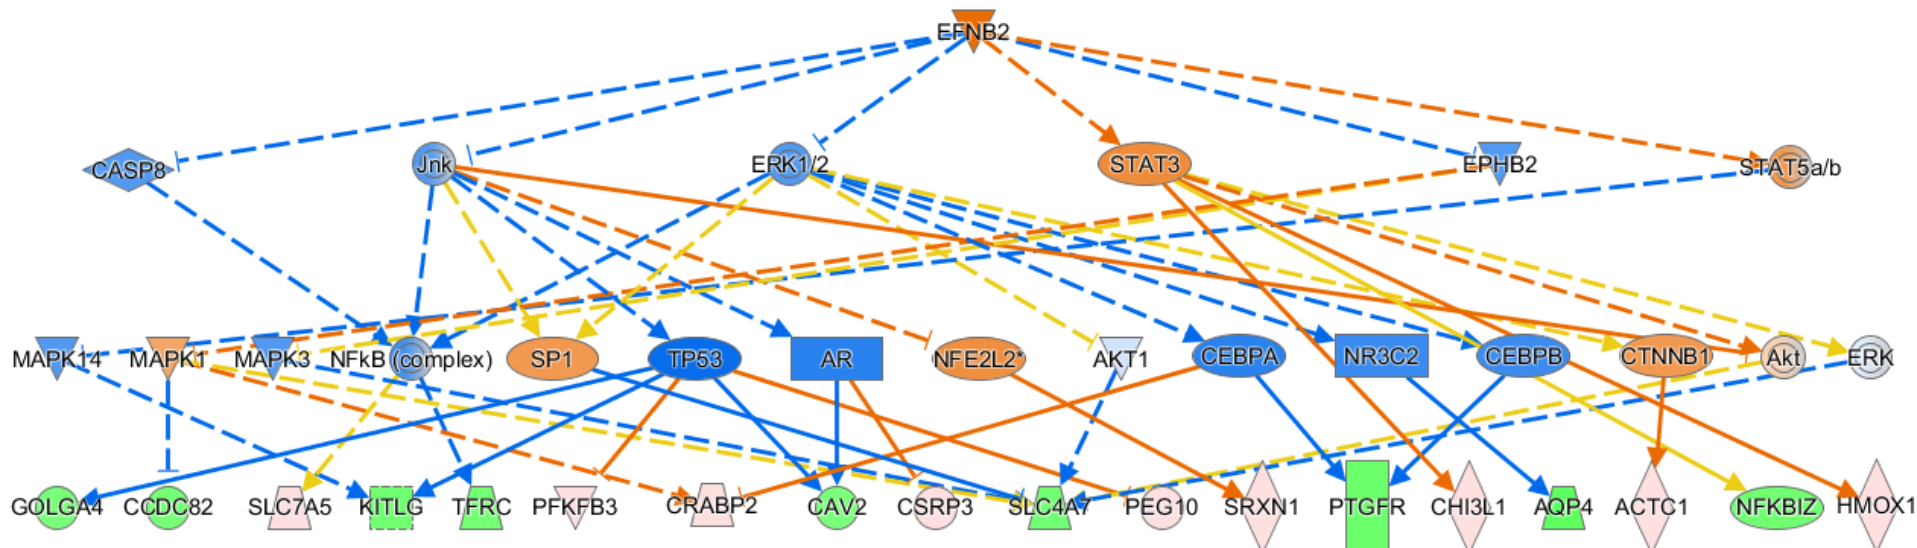 EFNB2
CASP8 Jnk ERK1/2 STAT3 EPHB2 STAT5a/b
MAPK14 MAPK1 MAPK3 NFkB (complex) SP1 TP53 AR NFE2L2* AKT1 CEBPA NR3C2 CEBPB CTNNB1 Akt ERK
GOLGA4 CCDC82 SLC7A5 KITLG TFRC PFKFB3 CRABP2 CAV2 CSRP3 SLC4A7 PEG10 SRXN1 PTGFR CHI3L1 AQP4 ACTC1 NFKBIZ HMOX1